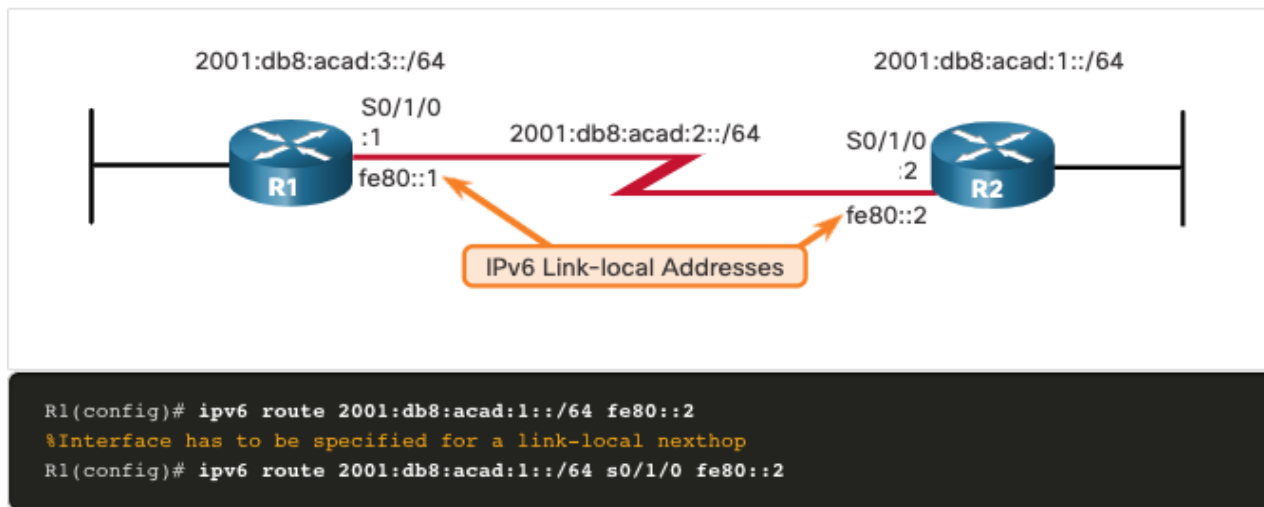 2001:db8:acad:3::/64
2001:db8:acad:1::/64
S0/1/0
:1
2001:db8:acad:2::/64
S0/1/0
:2
R1
fe80::1
R2
fe80::2
IPv6 Link-local Addresses
R1(config)# ipv6 route 2001:db8:acad:1::/64 fe80::2
%Interface has to be specified for a link-local nexthop
R1(config)# ipv6 route 2001:db8:acad:1::/64 s0/1/0 fe80::2